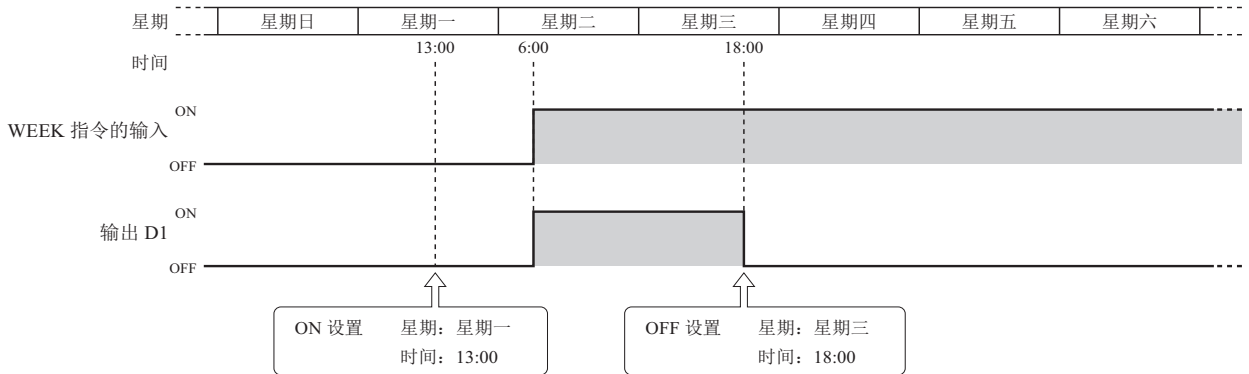 星期 星期日 星期一 星期二 星期三 星期四 星期五 星期六
时间 13:00 6:00 18:00
WEEK 指令的输入 ON
OFF
输出 D1 ON
OFF
ON 设置 星期：星期一
时间：13:00
OFF 设置 星期：星期三
时间：18:00